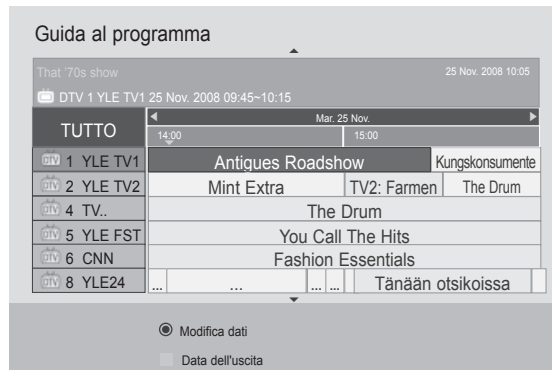 Guida al programma
That '70s show
25 Nov. 2008 10:05
DTV 1 YLE TV1 25 Nov. 2008 09:45~10:15
TUTTO
Mar. 25 Nov.
14:00 15:00
DTV 1 YLE TV1 Antiques Roadshow Kungskonsumente
DTV 2 YLE TV2 Mint Extra TV2: Farmen The Drum
DTV 4 TV.. The Drum
DTV 5 YLE FST You Call The Hits
DTV 6 CNN Fashion Essentials
DTV 8 YLE24 ... ... ... ... Tänään otsikoissa
Modifica dati
Data dell'uscita